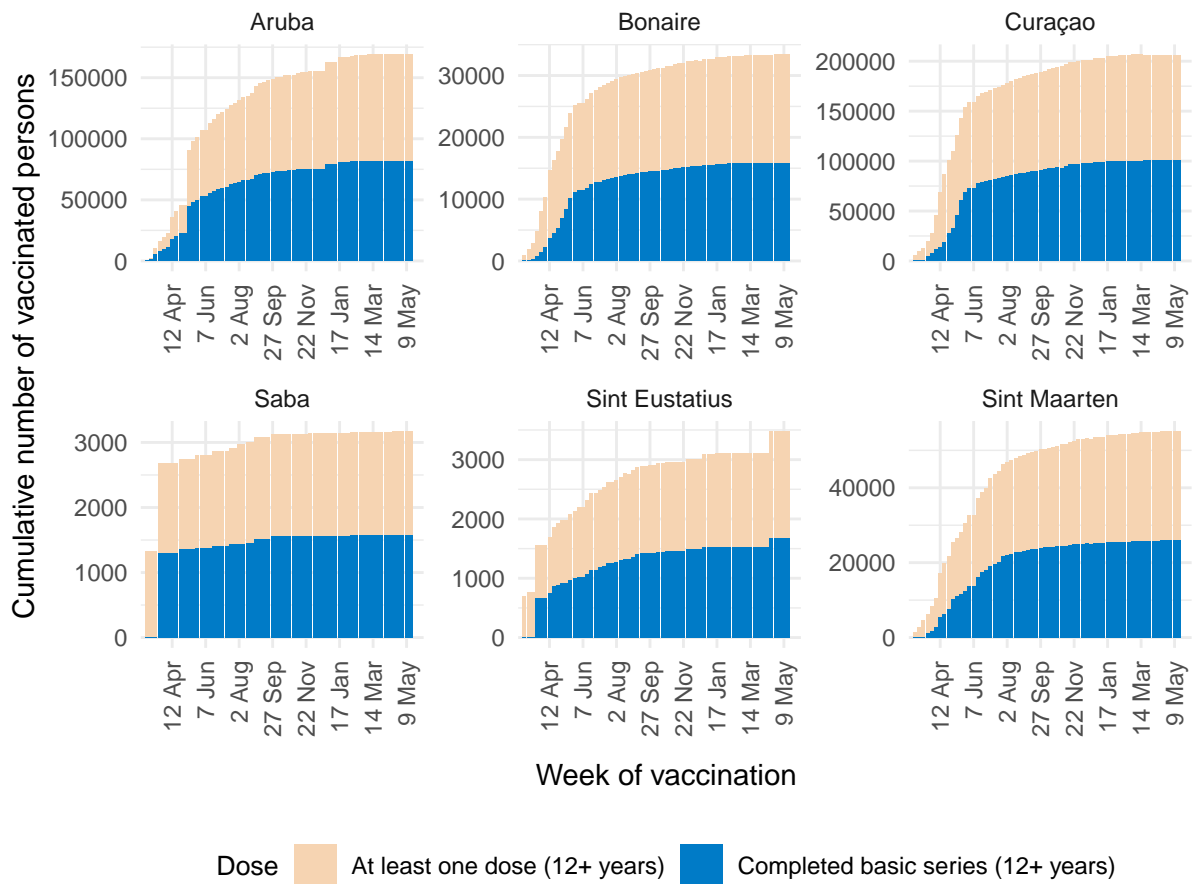 Aruba
Bonaire
Curaçao
150000
100000
50000
0
30000
20000
10000
0
200000
150000
100000
50000
0
12 Apr
7 Jun
2 Aug
27 Sep
22 Nov
17 Jan
14 Mar
9 May
12 Apr
7 Jun
2 Aug
27 Sep
22 Nov
17 Jan
14 Mar
9 May
12 Apr
7 Jun
2 Aug
27 Sep
22 Nov
17 Jan
14 Mar
9 May
Cumulative number of vaccinated persons
Saba
Sint Eustatius
Sint Maarten
3000
2000
1000
0
3000
2000
1000
0
40000
20000
0
12 Apr
7 Jun
2 Aug
27 Sep
22 Nov
17 Jan
14 Mar
9 May
12 Apr
7 Jun
2 Aug
27 Sep
22 Nov
17 Jan
14 Mar
9 May
12 Apr
7 Jun
2 Aug
27 Sep
22 Nov
17 Jan
14 Mar
9 May
Week of vaccination
Dose At least one dose (12+ years) Completed basic series (12+ years)